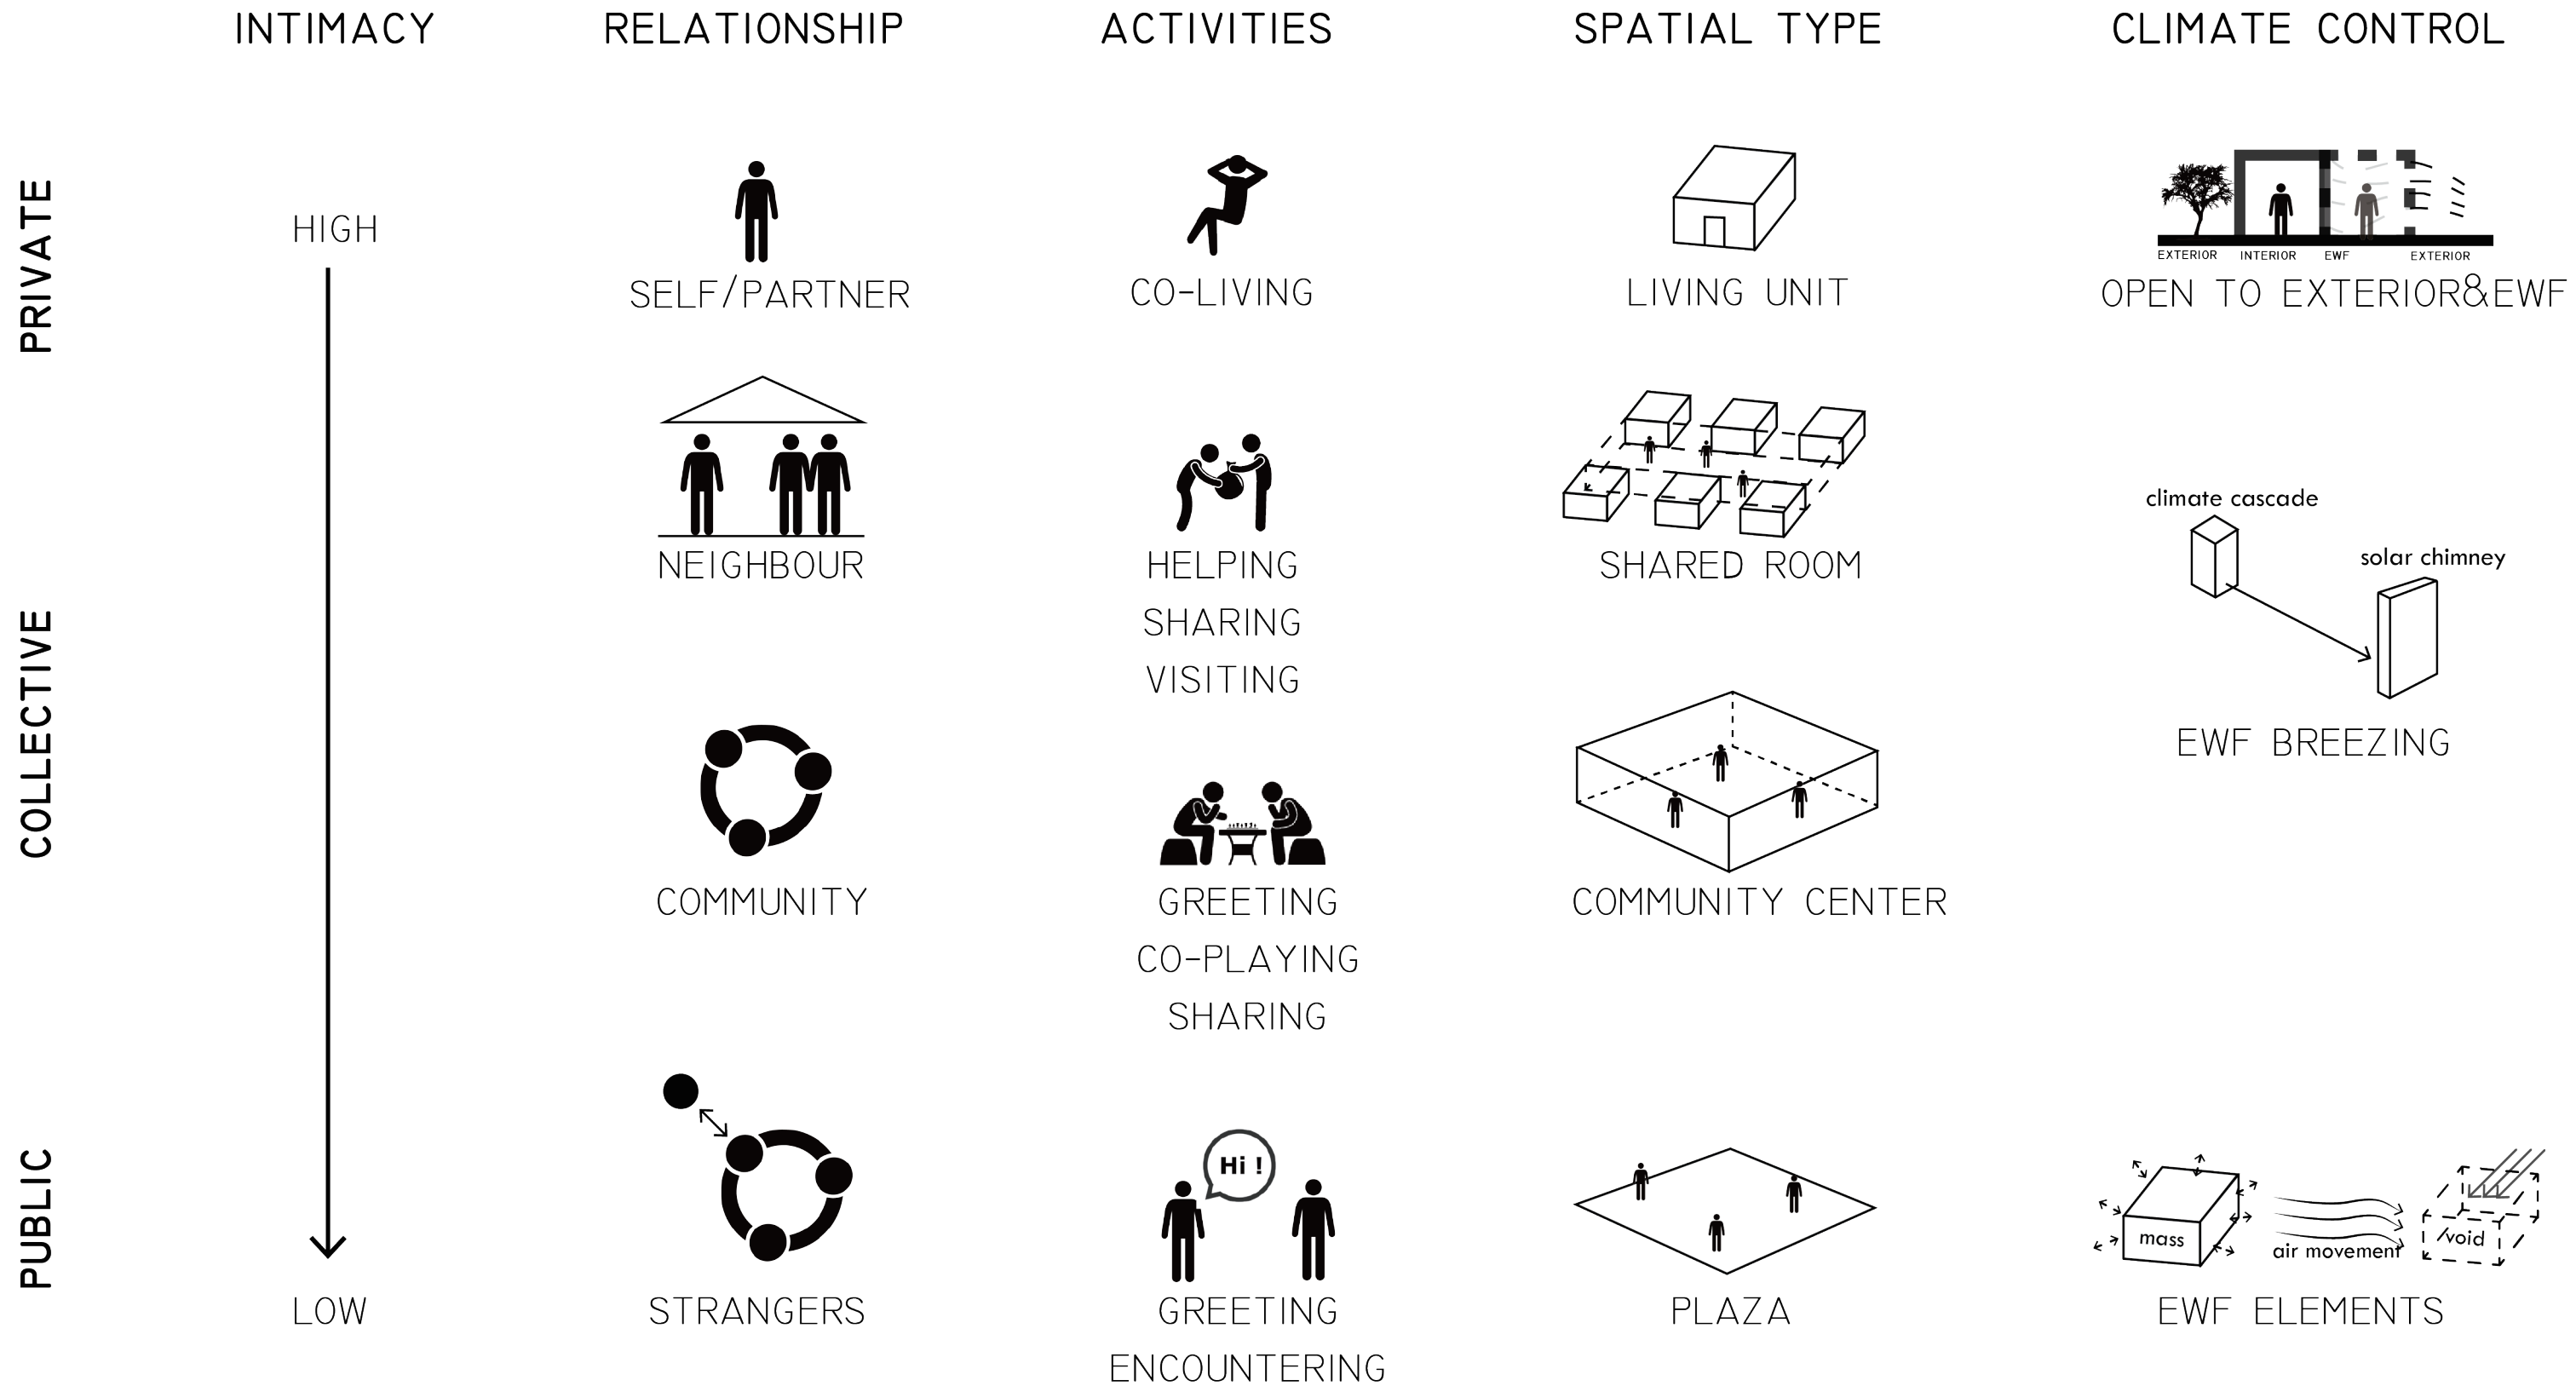 INTIMACY
RELATIONSHIP
ACTIVITIES
SPATIAL TYPE
CLIMATE CONTROL
PRIVATE
HIGH
SELF/PARTNER
CO-LIVING
LIVING UNIT
EXTERIOR
INTERIOR
EWF
EXTERIOR
OPEN TO EXTERIOR&EWF
COLLECTIVE
NEIGHBOUR
HELPING
SHARING
VISITING
SHARED ROOM
climate cascade
solar chimney
EWF BREEZING
COMMUNITY
GREETING
CO-PLAYING
SHARING
COMMUNITY CENTER
PUBLIC
LOW
STRANGERS
Hi !
GREETING
ENCOUNTERING
PLAZA
mass
air movement
void
EWF ELEMENTS